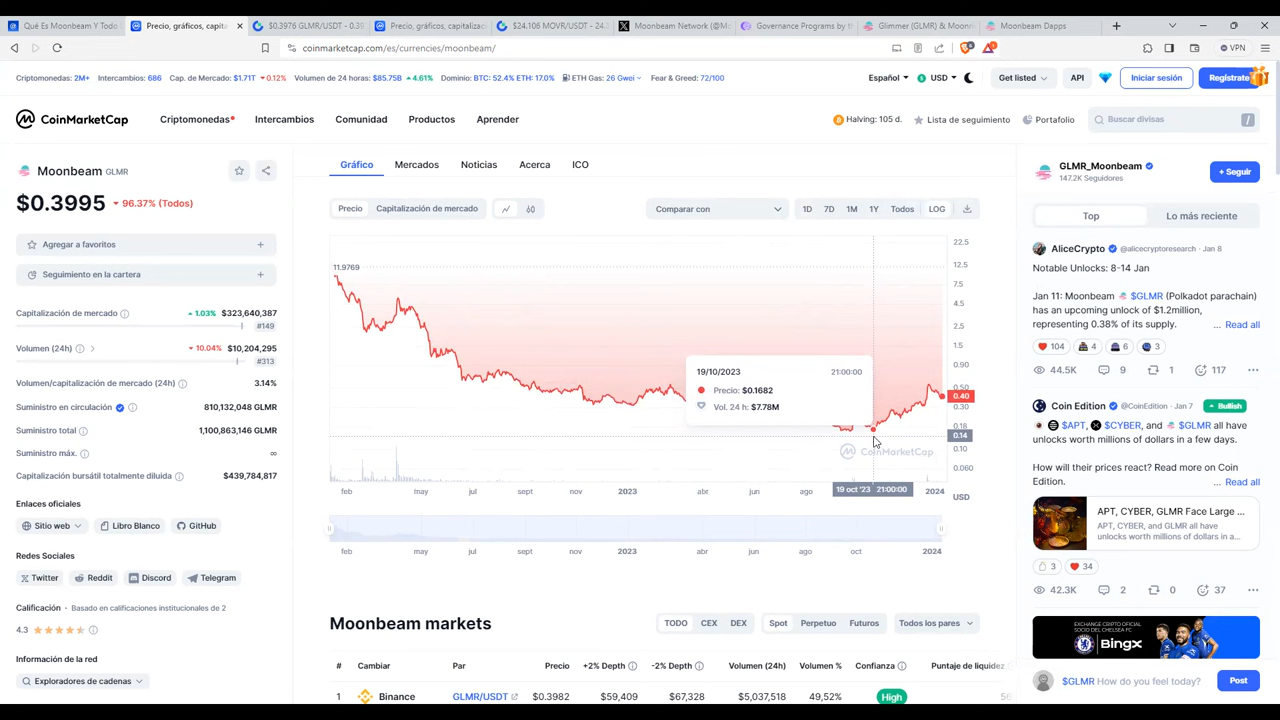 Qué Es Moonbeam Y Todo
Precio, gráficos, capita
$0.3976 GLMR/USDT - 0.39
Precio, gráficos, capitalizac
$24.106 MOVR/USDT - 24.
Moonbeam Network (@Mo
Governance Programs by th
Glimmer (GLMR) & Moon
Moonbeam Dapps
coinmarketcap.com/es/currencies/moonbeam/
VPN
Criptomonedas: 2M+ Intercambios: 686 Cap. de Mercado: $1.71T 0.12% Volumen de 24 horas: $85.75B 4.61% Dominio: BTC: 52.4% ETH: 17.0% ETH Gas: 26 Gwei Fear & Greed: 72/100
Español USD Get listed API Iniciar sesión Regístrate
CoinMarketCap
Criptomonedas Intercambios Comunidad Productos Aprender
Halving: 105 d. Lista de seguimiento Portafolio Buscar divisas /
Moonbeam GLMR
$0.3995 96.37% (Todos)
Agregar a favoritos +
Seguimiento en la cartera +
Capitalización de mercado 1.03% $323,640,387
#149
Volumen (24h) 10.04% $10,204,295
#313
Volumen/capitalización de mercado (24h) 3.14%
Suministro en circulación 810,132,048 GLMR
Suministro total 1,100,863,146 GLMR
Suministro máx. ∞
Capitalización bursátil totalmente diluida $439,784,817
Enlaces oficiales
Sitio web Libro Blanco GitHub
Redes Sociales
Twitter Reddit Discord Telegram
Calificación · Basado en calificaciones institucionales de 2
4.3
Información de la red
Exploradores de cadenas
Gráfico Mercados Noticias Acerca ICO
Precio Capitalización de mercado
Comparar con
1D 7D 1M 1Y Todos LOG
11.9769
22.5
12.5
7.5
4.5
2.5
1.5
0.90
0.50
0.40
0.30
0.18
0.14
0.10
0.060
19/10/2023 21:00:00
Precio: $0.1682
Vol. 24 h: $7.78M
CoinMarketCap
19 oct '23 21:00:00
feb may jul sept nov 2023 abr jun ago 2024 USD
feb may jul sept nov 2023 abr jun ago oct 2024
Moonbeam markets
TODO CEX DEX Spot Perpetuo Futuros Todos los pares
# Cambiar Par Precio +2% Depth -2% Depth Volumen (24h) Volumen % Confianza Puntaje de liquidez
1 Binance GLMR/USDT $0.3982 $59,409 $67,328 $5,037,518 49,52% High 56
GLMR_Moonbeam
147.2K Seguidores
+ Seguir
Top Lo más reciente
AliceCrypto @alicecryptoresearch · Jan 8
Notable Unlocks: 8-14 Jan
Jan 11: Moonbeam $GLMR (Polkadot parachain)
has an upcoming unlock of $1.2million,
representing 0.38% of its supply. ... Read all
104 4 6 3
44.5K 9 1 117
Coin Edition @CoinEdition · Jan 7 Bullish
$APT, $CYBER, and $GLMR all have
unlocks worth millions of dollars in a few days.
How will their prices react? Read more on Coin
Edition. ... Read all
APT, CYBER, GLMR Face Large ...
APT, CYBER, and GLMR all have
unlocks worth millions of dollars in a...
3 34
42.3K 2 0 37
EXCHANGE CRIPTO
OFICIAL SOCIO
DEL CHELSEA FC
BingX
$GLMR How do you feel today? Post